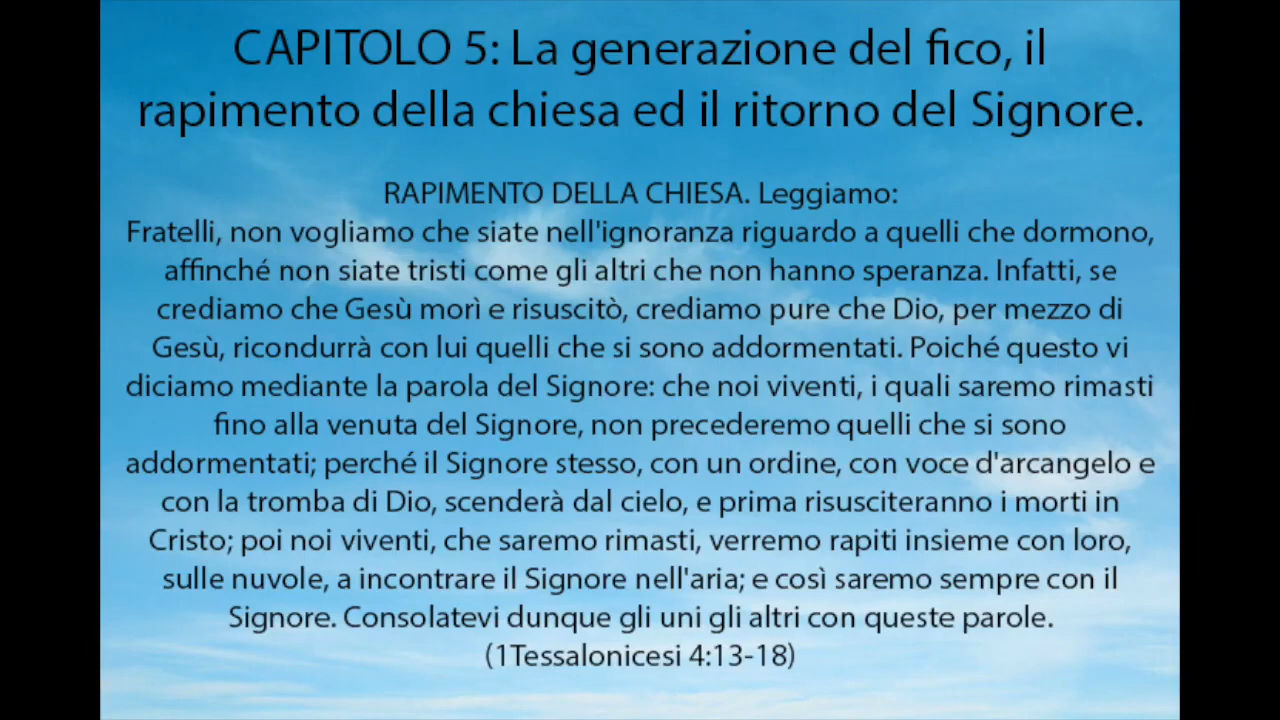 CAPITOLO 5: La generazione del fico, il
rapimento della chiesa ed il ritorno del Signore.
RAPIMENTO DELLA CHIESA. Leggiamo:
Fratelli, non vogliamo che siate nell'ignoranza riguardo a quelli che dormono,
affinché non siate tristi come gli altri che non hanno speranza. Infatti, se
crediamo che Gesù morì e risuscitò, crediamo pure che Dio, per mezzo di
Gesù, ricondurrà con lui quelli che si sono addormentati. Poiché questo vi
diciamo mediante la parola del Signore: che noi viventi, i quali saremo rimasti
fino alla venuta del Signore, non precederemo quelli che si sono
addormentati; perché il Signore stesso, con un ordine, con voce d'arcangelo e
con la tromba di Dio, scenderà dal cielo, e prima risusciteranno i morti in
Cristo; poi noi viventi, che saremo rimasti, verremo rapiti insieme con loro,
sulle nuvole, a incontrare il Signore nell'aria; e così saremo sempre con il
Signore. Consolatevi dunque gli uni gli altri con queste parole.
(1Tessalonicesi 4:13-18)